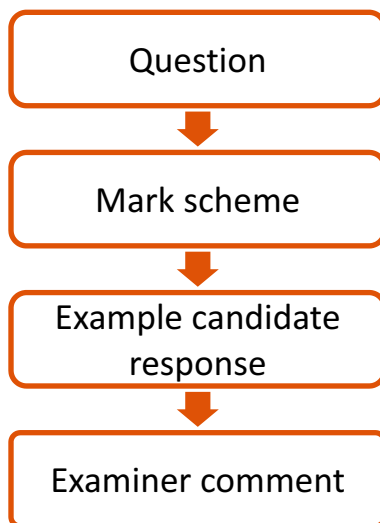 Question
Mark scheme
Example candidate
response
Examiner comment